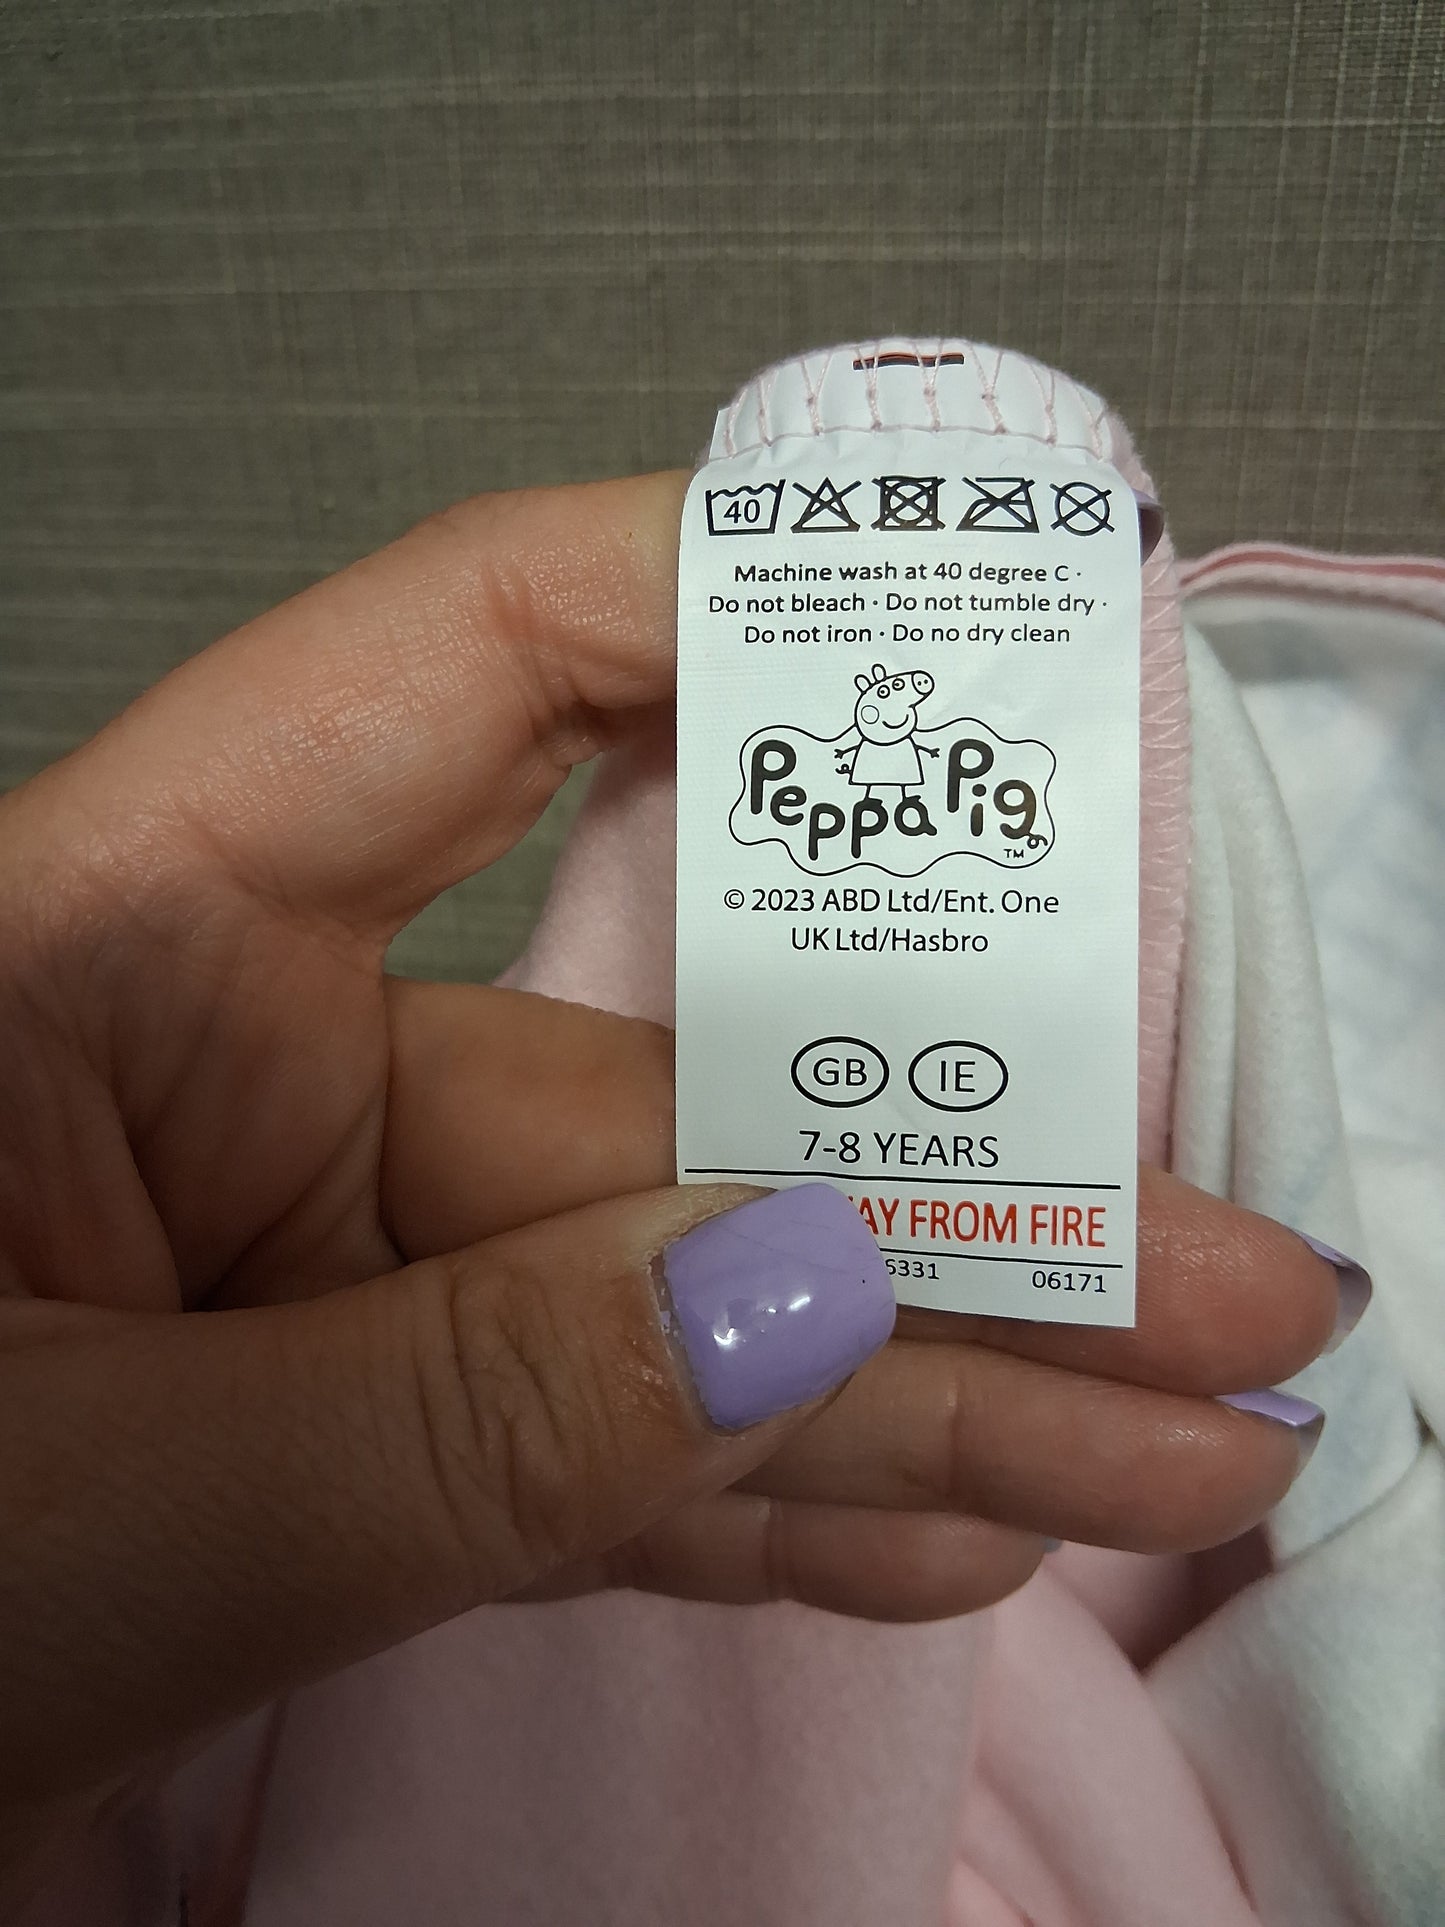 40
Machine wash at 40 degree C ·
Do not bleach · Do not tumble dry ·
Do not iron · Do no dry clean
Peppa Pig
TM
© 2023 ABD Ltd/Ent. One
UK Ltd/Hasbro
GB IE
7-8 YEARS
FROM FIRE
6331 06171